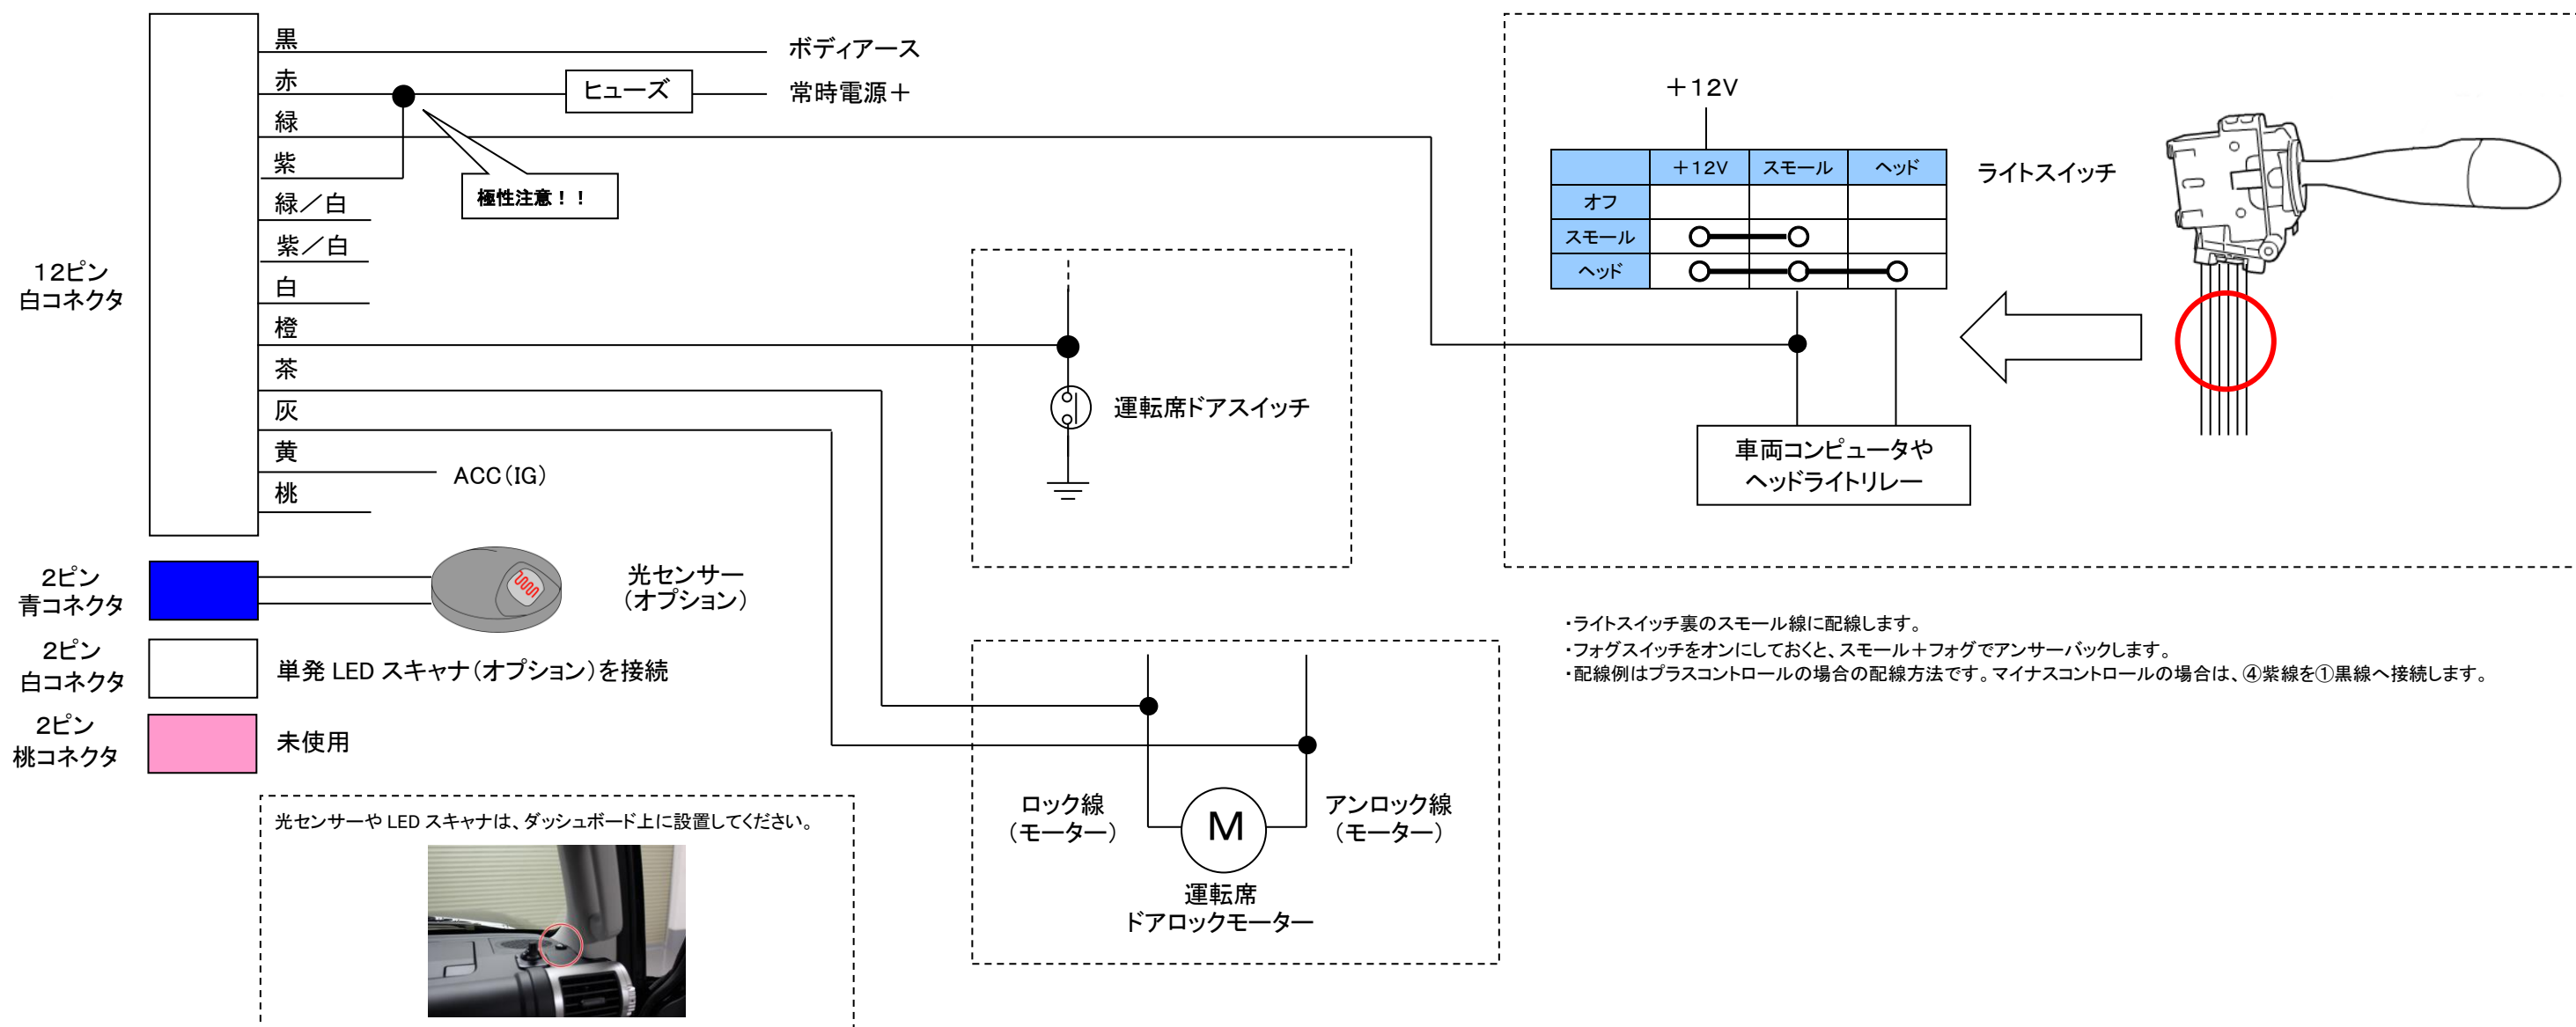 黒
ボディアース
赤
ヒューズ
常時電源＋
緑
紫
極性注意！！
緑／白
紫／白
白
橙
茶
灰
黄
ACC（IG）
桃
12ピン
白コネクタ
運転席ドアスイッチ
＋12V
＋12V スモール ヘッド
オフ
スモール
ヘッド
ライトスイッチ
車両コンピュータや
ヘッドライトリレー
2ピン
青コネクタ
光センサー
（オプション）
2ピン
白コネクタ
単発 LED スキャナ（オプション）を接続
2ピン
桃コネクタ
未使用
・ライトスイッチ裏のスモール線に配線します。
・フォグスイッチをオンにしておくと、スモール＋フォグでアンサーバックします。
・配線例はプラスコントロールの場合の配線方法です。マイナスコントロールの場合は、④紫線を①黒線へ接続します。
光センサーや LED スキャナは、ダッシュボード上に設置してください。
ロック線
（モーター）
M
アンロック線
（モーター）
運転席
ドアロックモーター